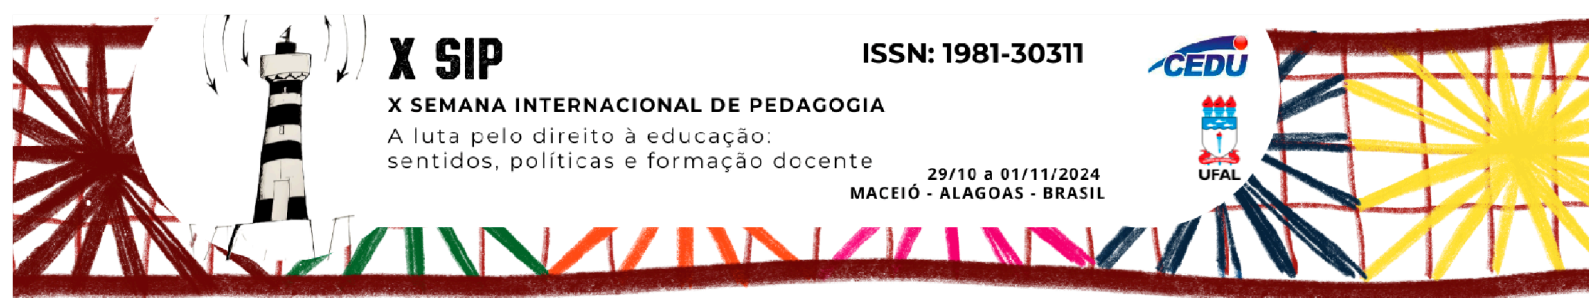 X SIP
X SEMANA INTERNACIONAL DE PEDAGOGIA
A luta pelo direito à educação:
sentidos, políticas e formação docente
ISSN: 1981-30311
29/10 a 01/11/2024
MACEIÓ - ALAGOAS - BRASIL
CEDU
UFAL